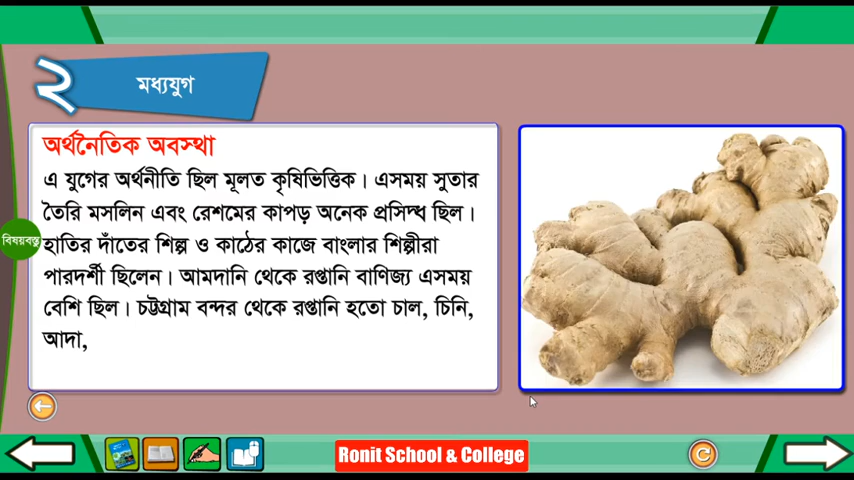 ২
মধ্যযুগ
অর্থনৈতিক অবস্থা
এ যুগের অর্থনীতি ছিল মূলত কৃষিভিত্তিক। এসময় সুতার
তৈরি মসলিন এবং রেশমের কাপড় অনেক প্রসিদ্ধ ছিল।
হাতির দাঁতের শিল্প ও কাঠের কাজে বাংলার শিল্পীরা
পারদর্শী ছিলেন। আমদানি থেকে রপ্তানি বাণিজ্য এসময়
বেশি ছিল। চট্টগ্রাম বন্দর থেকে রপ্তানি হতো চাল, চিনি,
আদা,
বিষয়বস্তু
Ronit School & College